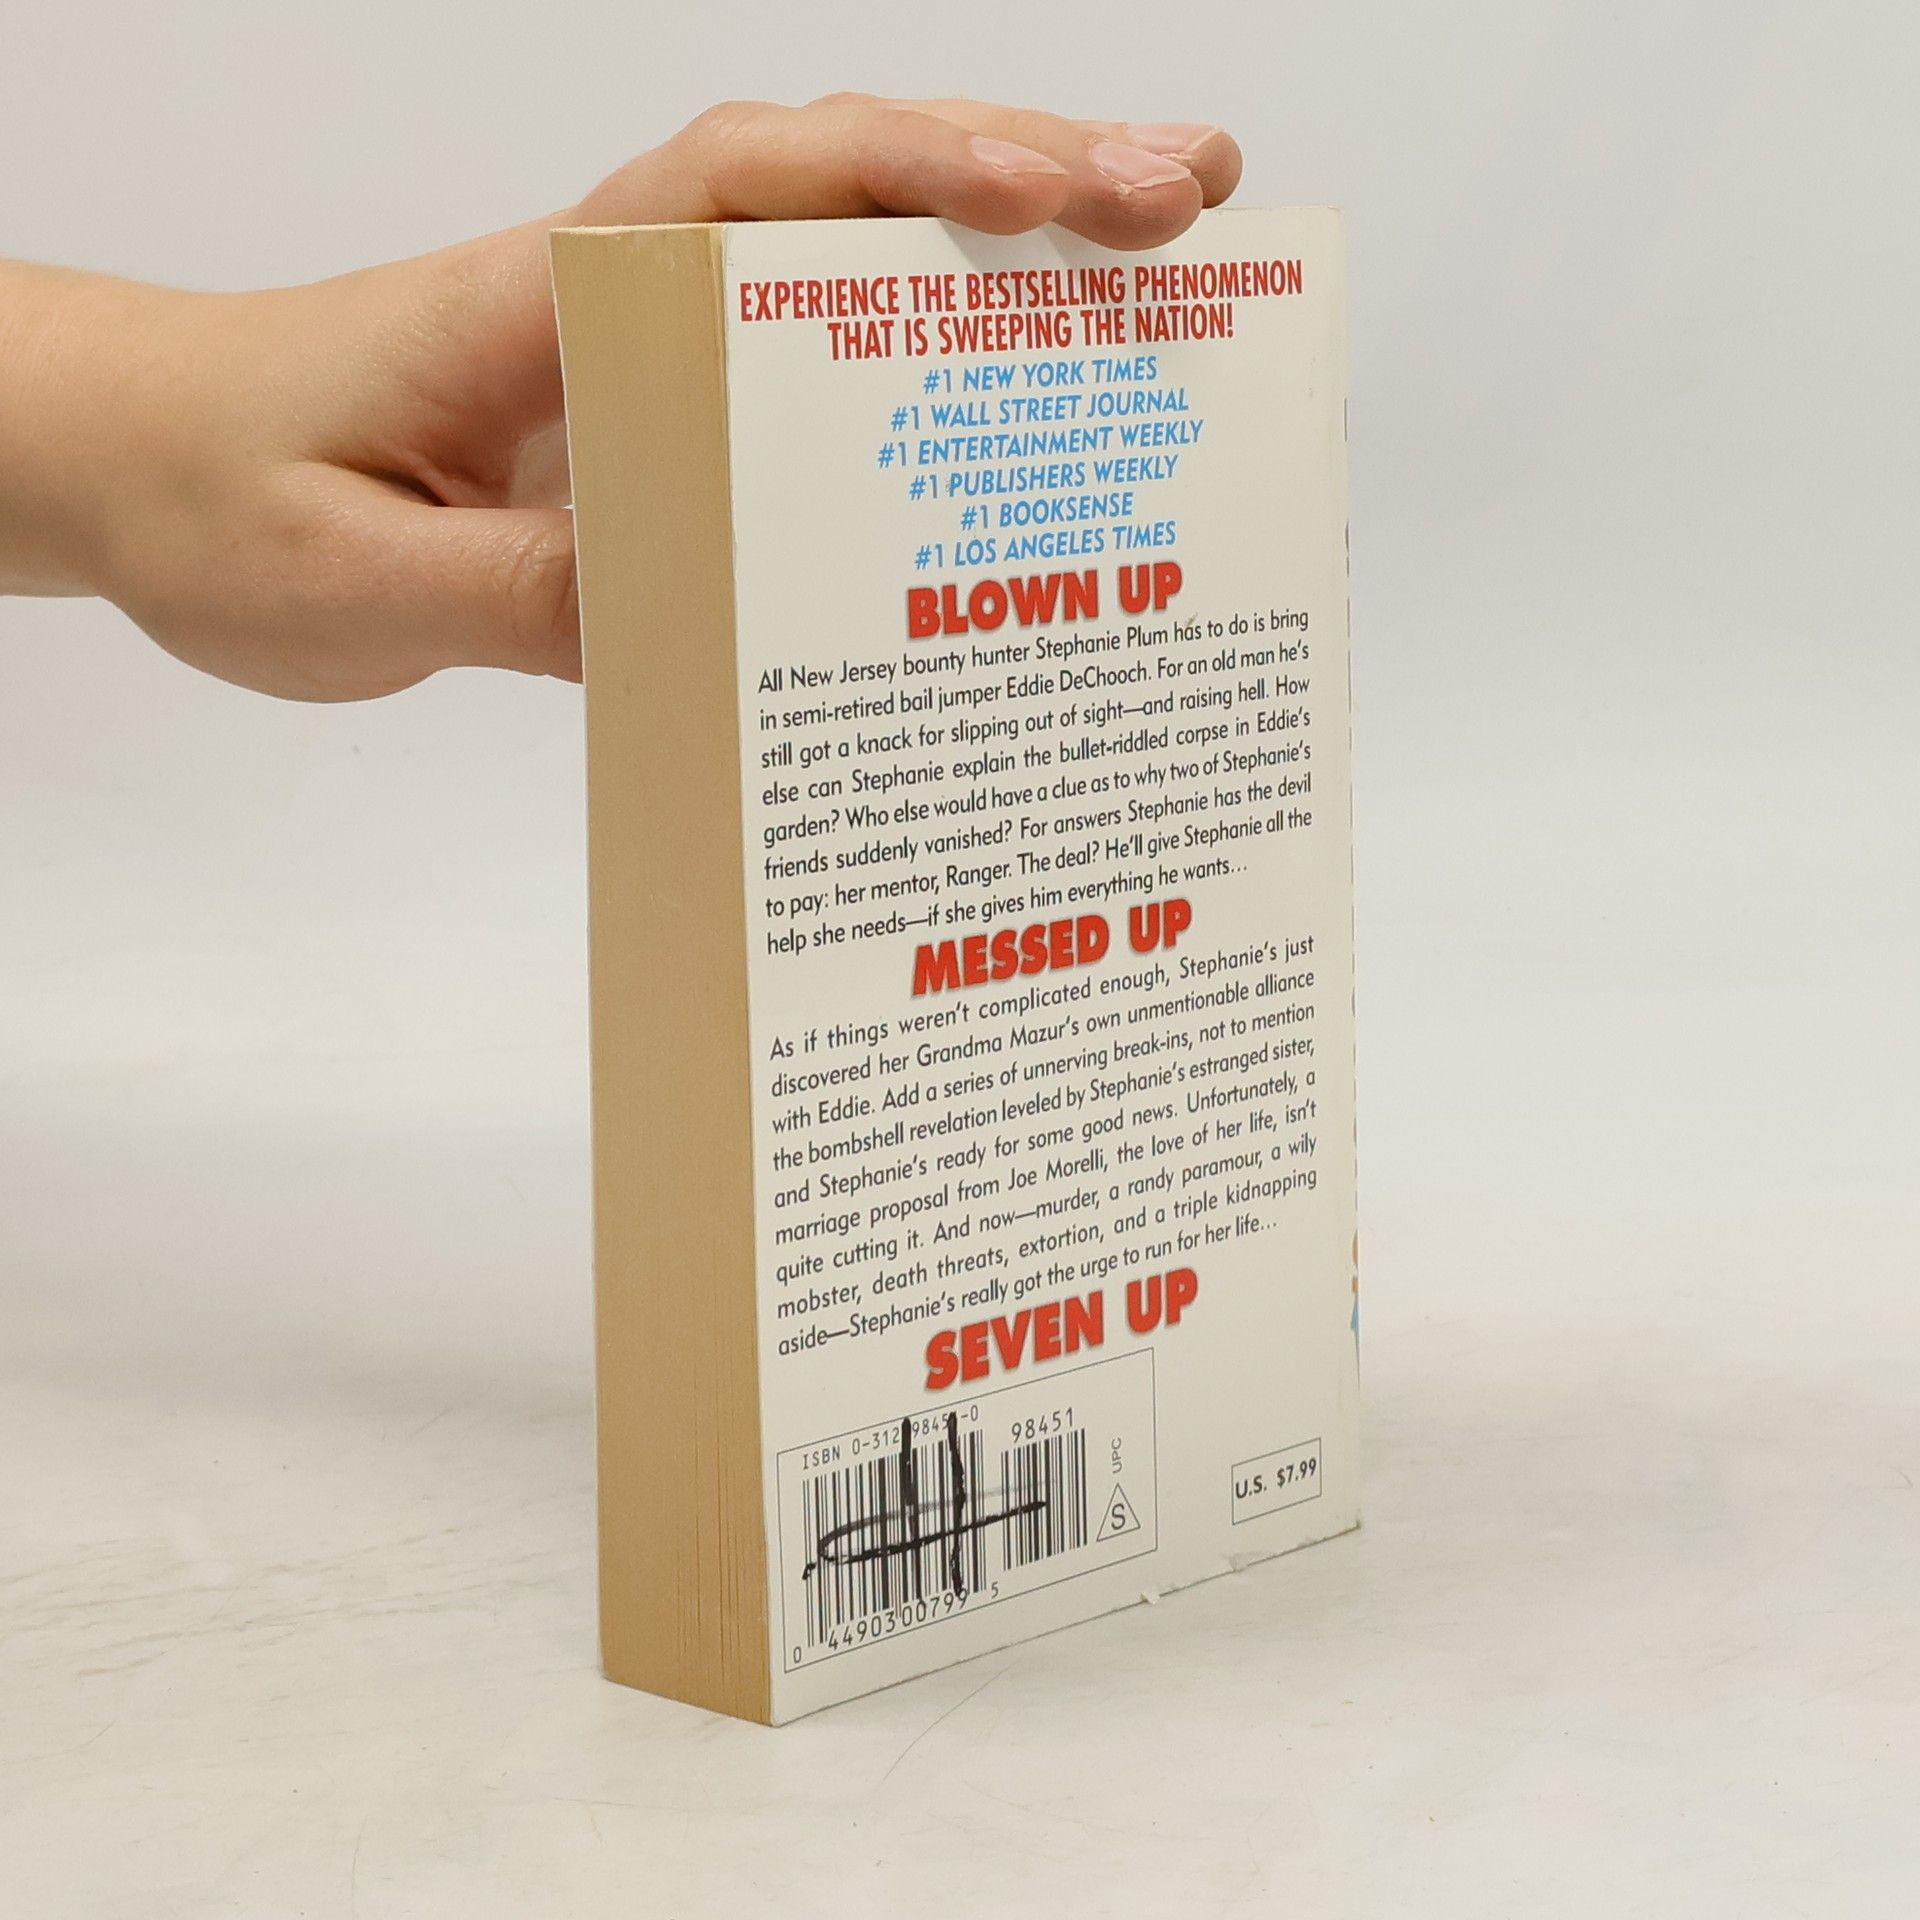 EXPERIENCE THE BESTSELLING PHENOMENON
THAT IS SWEEPING THE NATION!
#1 NEW YORK TIMES
#1 WALL STREET JOURNAL
#1 ENTERTAINMENT WEEKLY
#1 PUBLISHERS WEEKLY
#1 BOOKSENSE
#1 LOS ANGELES TIMES
BLOWN UP
All New Jersey bounty hunter Stephanie Plum has to do is bring
in semi-retired bail jumper Eddie DeChooch. For an old man he's
still got a knack for slipping out of sight—and raising hell. How
else can Stephanie explain the bullet-riddled corpse in Eddie's
garden? Who else would have a clue as to why two of Stephanie's
friends suddenly vanished? For answers Stephanie has the devil
to pay: her mentor, Ranger. The deal? He'll give Stephanie all the
help she needs—if she gives him everything he wants...
MESSED UP
As if things weren't complicated enough, Stephanie's just
discovered her Grandma Mazur's own unmentionable alliance
with Eddie. Add a series of unnerving break-ins, not to mention
the bombshell revelation leveled by Stephanie's estranged sister,
and Stephanie's ready for some good news. Unfortunately, a
marriage proposal from Joe Morelli, the love of her life, isn't
quite cutting it. And now—murder, a randy paramour, a wily
mobster, death threats, extortion, and a triple kidnapping
aside—Stephanie's really got the urge to run for her life...
SEVEN UP
ISBN 0-312-98451-0
98451
UPC
S
U.S. $7.99
0 44903 00799 5